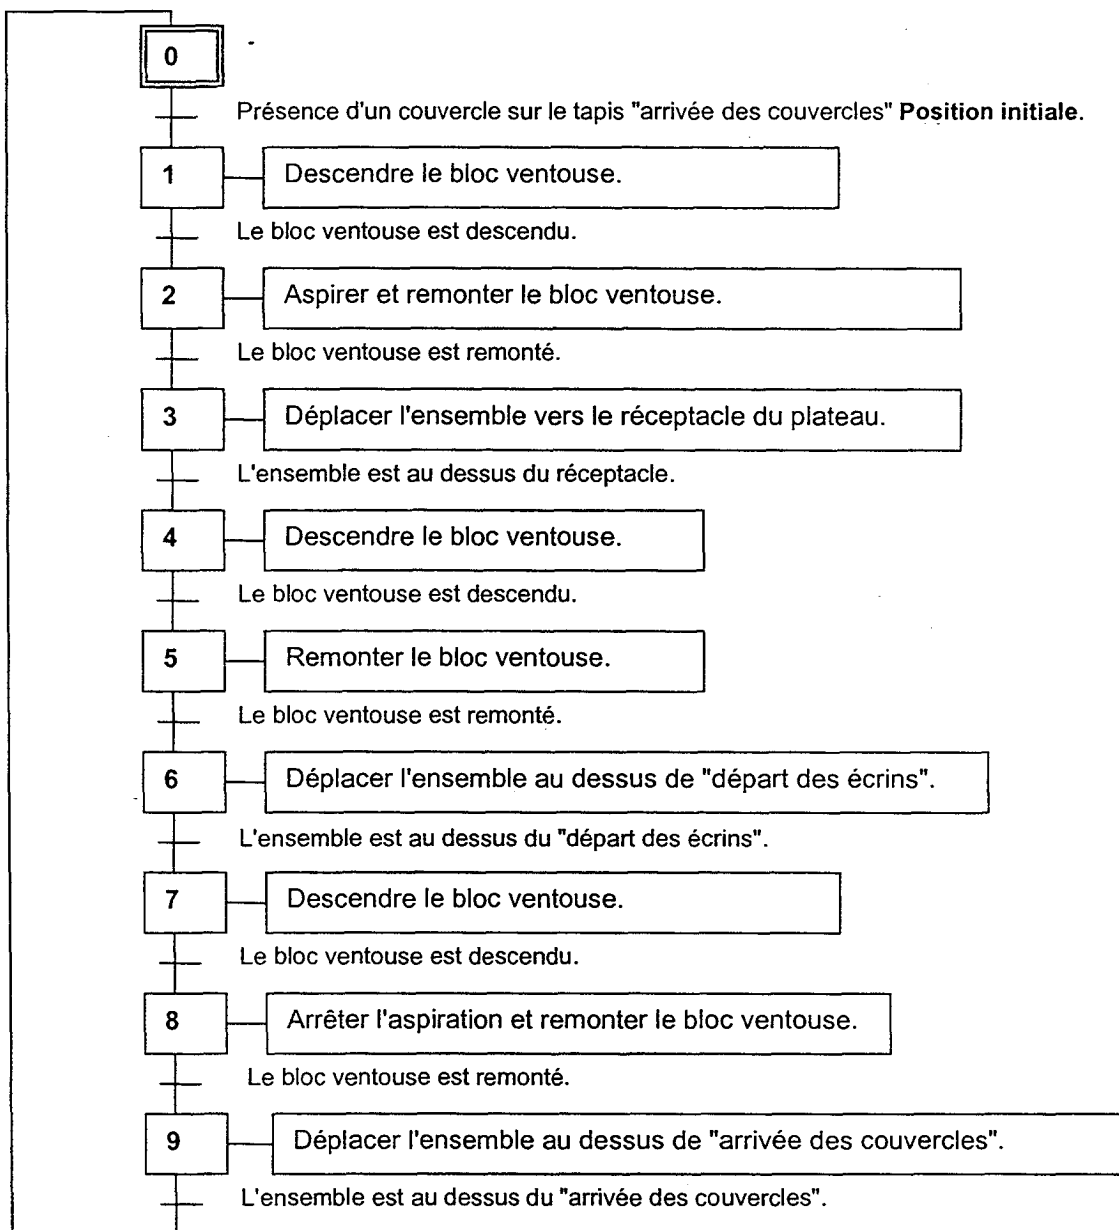 0
Présence d'un couvercle sur le tapis "arrivée des couvercles" Position initiale.
1 Descendre le bloc ventouse.
Le bloc ventouse est descendu.
2 Aspirer et remonter le bloc ventouse.
Le bloc ventouse est remonté.
3 Déplacer l'ensemble vers le réceptacle du plateau.
L'ensemble est au dessus du réceptacle.
4 Descendre le bloc ventouse.
Le bloc ventouse est descendu.
5 Remonter le bloc ventouse.
Le bloc ventouse est remonté.
6 Déplacer l'ensemble au dessus de "départ des écrins".
L'ensemble est au dessus du "départ des écrins".
7 Descendre le bloc ventouse.
Le bloc ventouse est descendu.
8 Arrêter l'aspiration et remonter le bloc ventouse.
Le bloc ventouse est remonté.
9 Déplacer l'ensemble au dessus de "arrivée des couvercles".
L'ensemble est au dessus du "arrivée des couvercles".